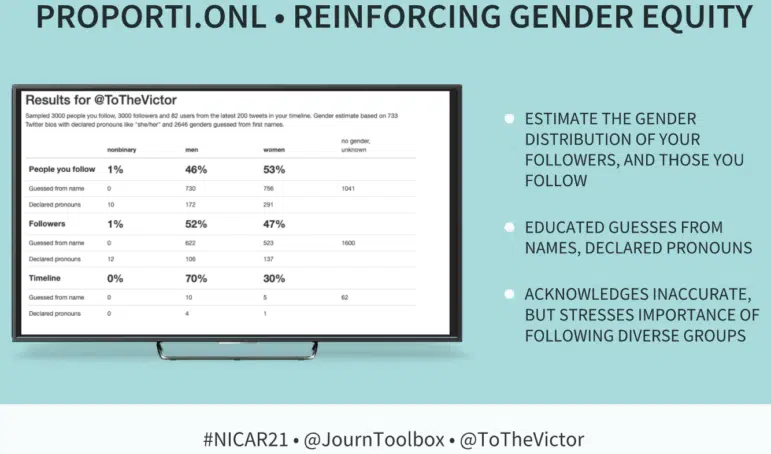 PROPORTI.ONL • REINFORCING GENDER EQUITY
Results for @ToTheVictor
Sampled 3000 people you follow, 3000 followers and 82 users from the latest 200 tweets in your timeline. Gender estimate based on 733
Twitter bios with declared pronouns like "she/her" and 2646 genders guessed from first names.
nonbinary men women no gender, unknown
People you follow 1% 46% 53%
Guessed from name 0 730 756 1041
Declared pronouns 10 172 291
Followers 1% 52% 47%
Guessed from name 0 622 523 1600
Declared pronouns 12 106 137
Timeline 0% 70% 30%
Guessed from name 0 10 5 62
Declared pronouns 0 4 1
ESTIMATE THE GENDER
DISTRIBUTION OF YOUR
FOLLOWERS, AND THOSE YOU
FOLLOW
EDUCATED GUESSES FROM
NAMES, DECLARED PRONOUNS
ACKNOWLEDGES INACCURATE,
BUT STRESSES IMPORTANCE OF
FOLLOWING DIVERSE GROUPS
#NICAR21 • @JournToolbox • @ToTheVictor